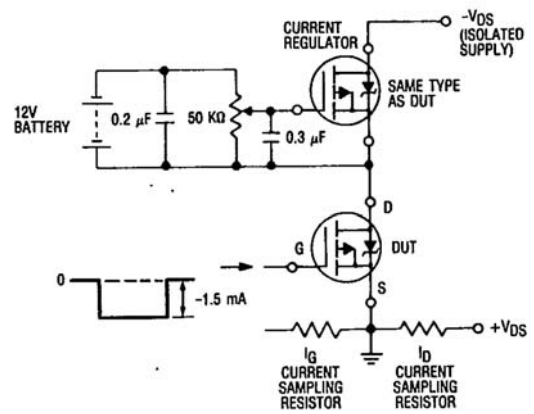 CURRENT
REGULATOR
-VDS
(ISOLATED
SUPPLY)
SAME TYPE
AS DUT
12V
BATTERY
0.2 µF
50 KΩ
0.3 µF
D
G
DUT
S
0
-1.5 mA
+VDS
IG
CURRENT
SAMPLING
RESISTOR
ID
CURRENT
SAMPLING
RESISTOR